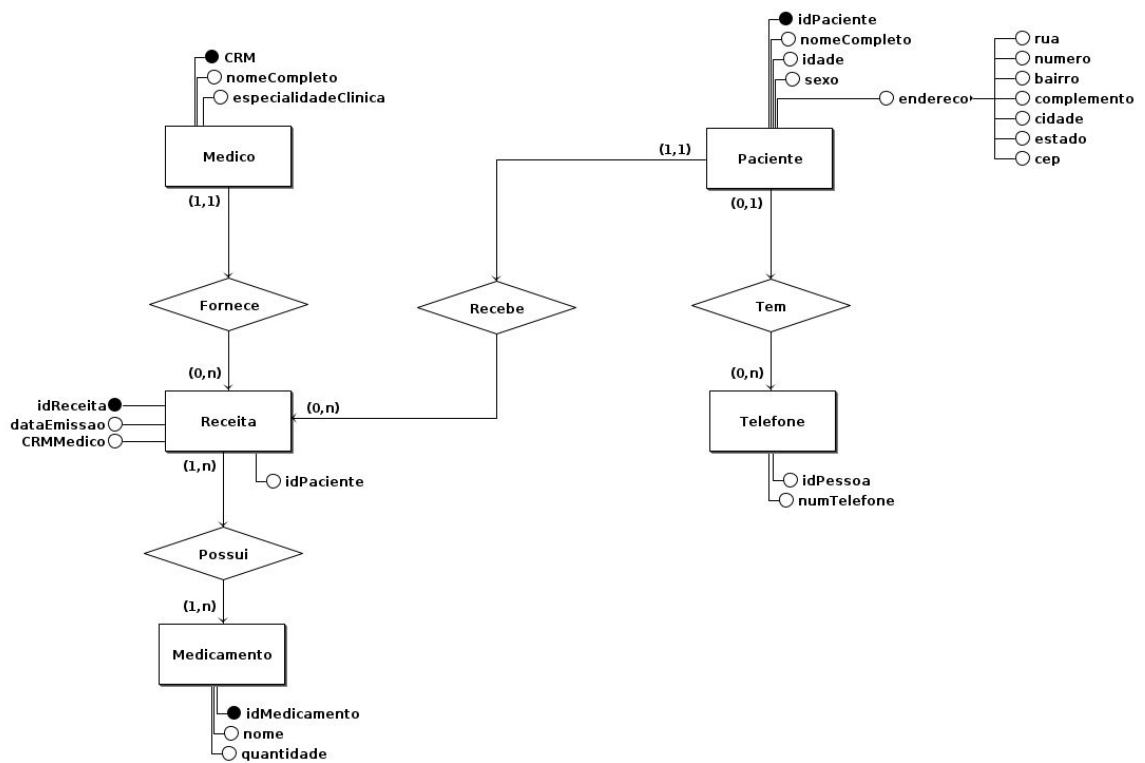 CRM
nomeCompleto
especialidadeClinica
Medico
(1,1)
Fornece
(0,n)
idPaciente
nomeCompleto
idade
sexo
endereco
rua
numero
bairro
complemento
cidade
estado
cep
Paciente
(1,1)
(0,1)
Recebe
(0,n)
Tem
(0,n)
idReceita
dataEmissao
CRMMedico
Receita
(1,n)
idPaciente
Telefone
idPessoa
numTelefone
Possui
(1,n)
Medicamento
idMedicamento
nome
quantidade